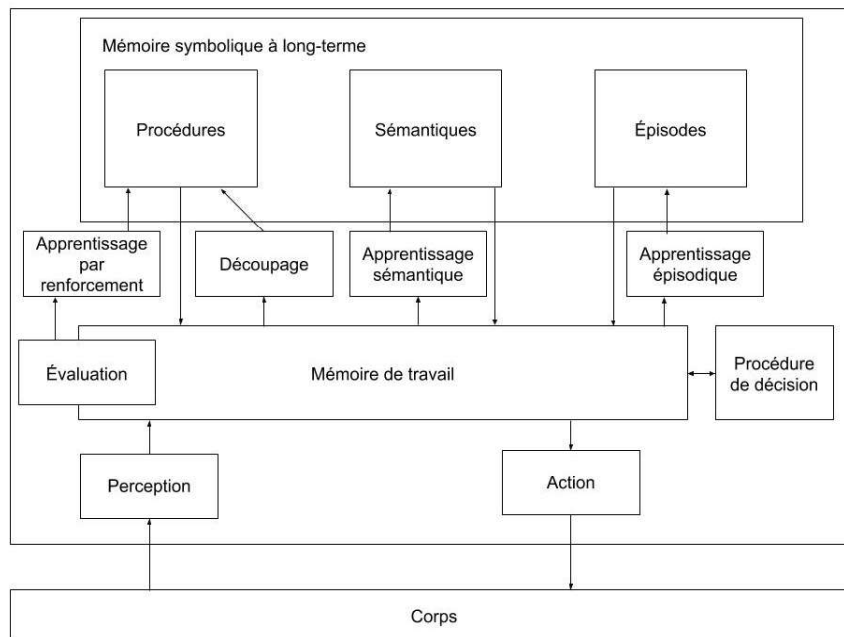 Mémoire symbolique à long-terme
Procédures
Sémantiques
Épisodes
Apprentissage
par
renforcement
Découpage
Apprentissage
sémantique
Apprentissage
épisodique
Évaluation
Mémoire de travail
Procédure
de décision
Perception
Action
Corps